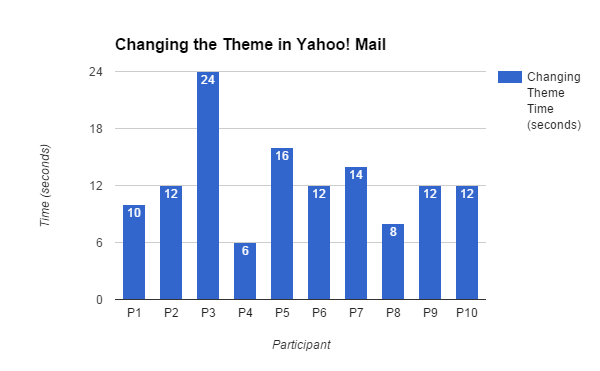 Changing the Theme in Yahoo! Mail
24
18
12
6
0
Time (seconds)
10
12
24
6
16
12
14
8
12
12
P1 P2 P3 P4 P5 P6 P7 P8 P9 P10
Participant
Changing
Theme
Time
(seconds)